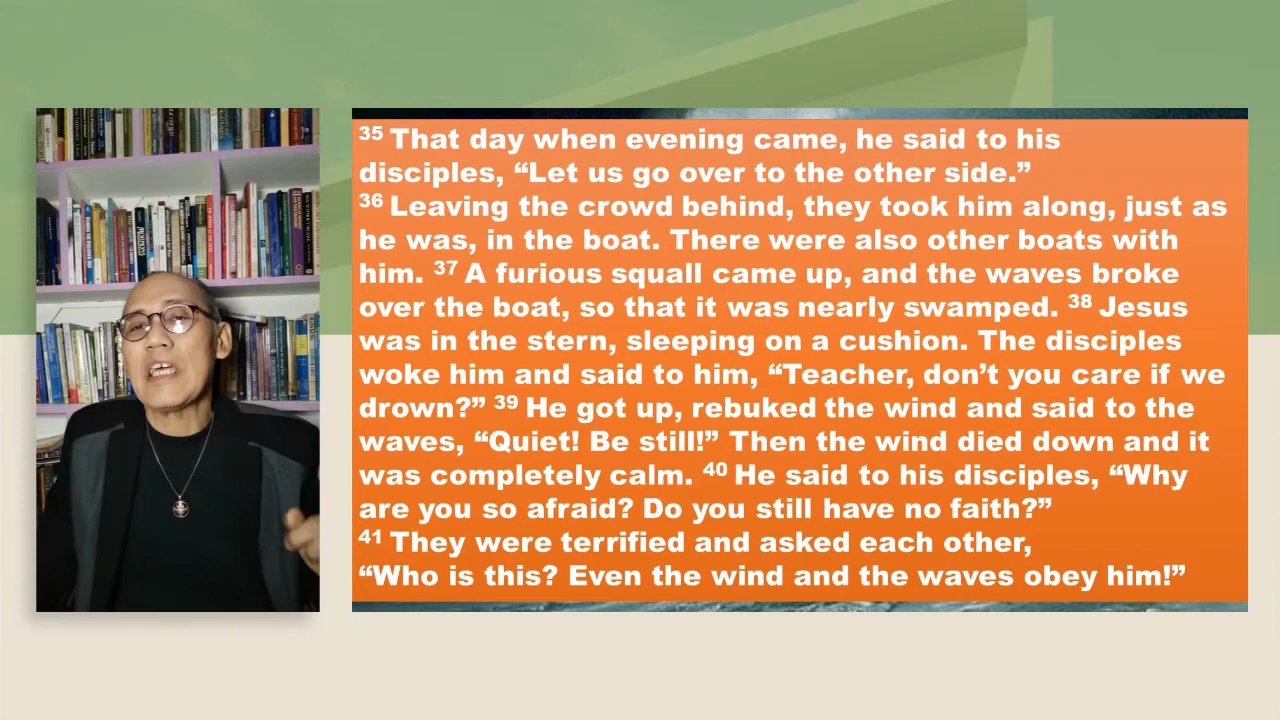 35 That day when evening came, he said to his
disciples, “Let us go over to the other side.”
36 Leaving the crowd behind, they took him along, just as
he was, in the boat. There were also other boats with
him. 37 A furious squall came up, and the waves broke
over the boat, so that it was nearly swamped. 38 Jesus
was in the stern, sleeping on a cushion. The disciples
woke him and said to him, “Teacher, don’t you care if we
drown?” 39 He got up, rebuked the wind and said to the
waves, “Quiet! Be still!” Then the wind died down and it
was completely calm. 40 He said to his disciples, “Why
are you so afraid? Do you still have no faith?”
41 They were terrified and asked each other,
“Who is this? Even the wind and the waves obey him!”